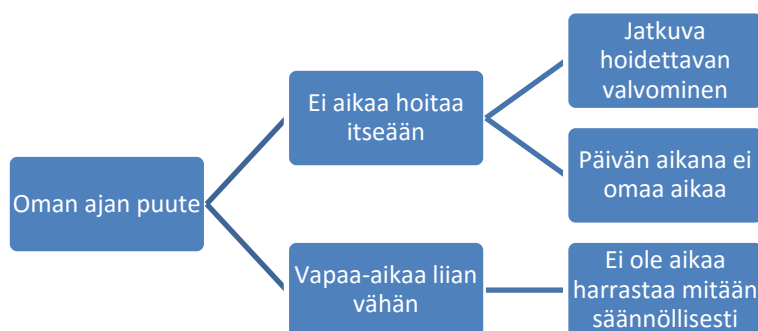 Oman ajan puute
Ei aikaa hoitaa
itseään
Jatkuva
hoidettavan
valvominen
Päivän aikana ei
omaa aikaa
Vapaa-aikaa liian
vähän
Ei ole aikaa
harrastaa mitään
säännöllisesti